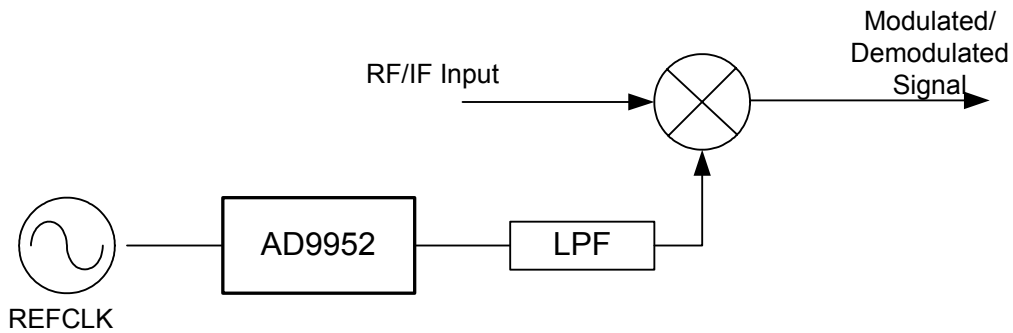 Modulated/
Demodulated
Signal
RF/IF Input
AD9952
LPF
REFCLK